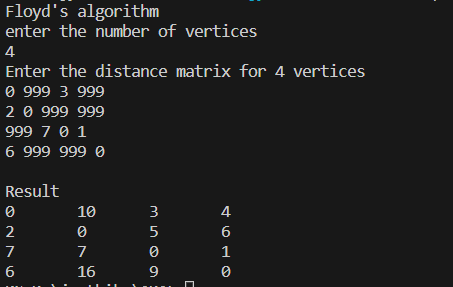 Floyd's algorithm
enter the number of vertices
4
Enter the distance matrix for 4 vertices
0 999 3 999
2 0 999 999
999 7 0 1
6 999 999 0

Result
0 10 3 4
2 0 5 6
7 7 0 1
6 16 9 0